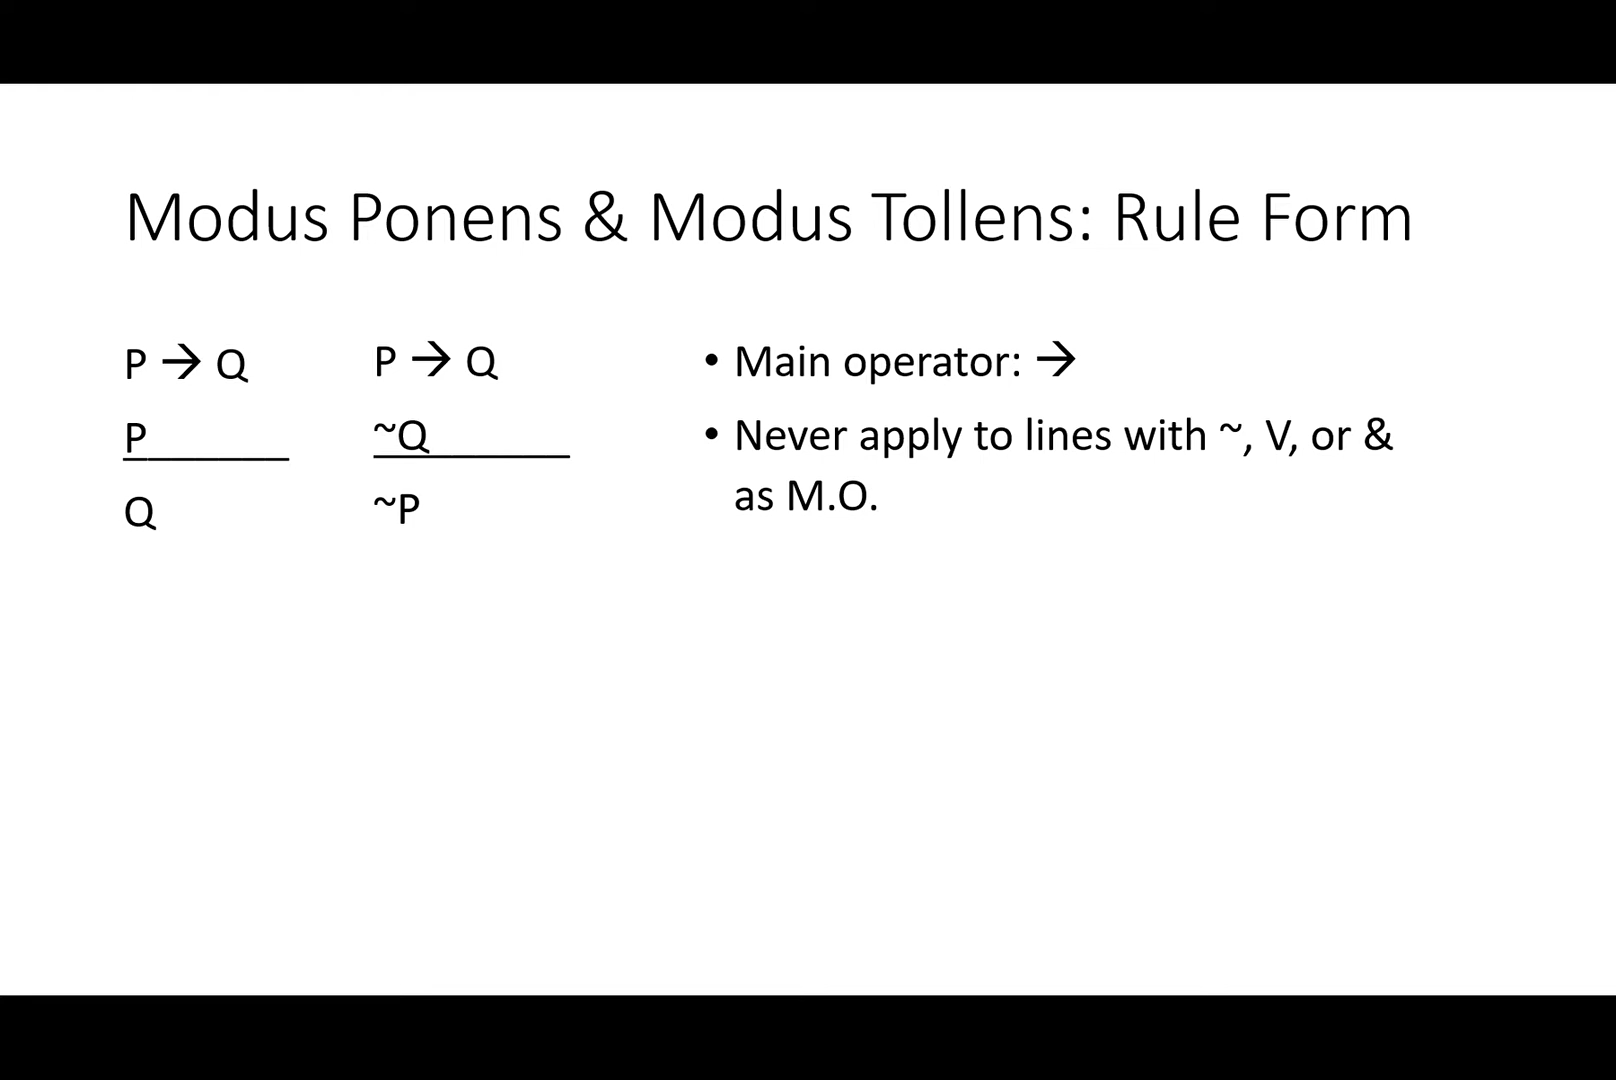 Modus Ponens & Modus Tollens: Rule Form
P → Q
P
Q
P → Q
~Q
~P
• Main operator: →
• Never apply to lines with ~, V, or &
as M.O.